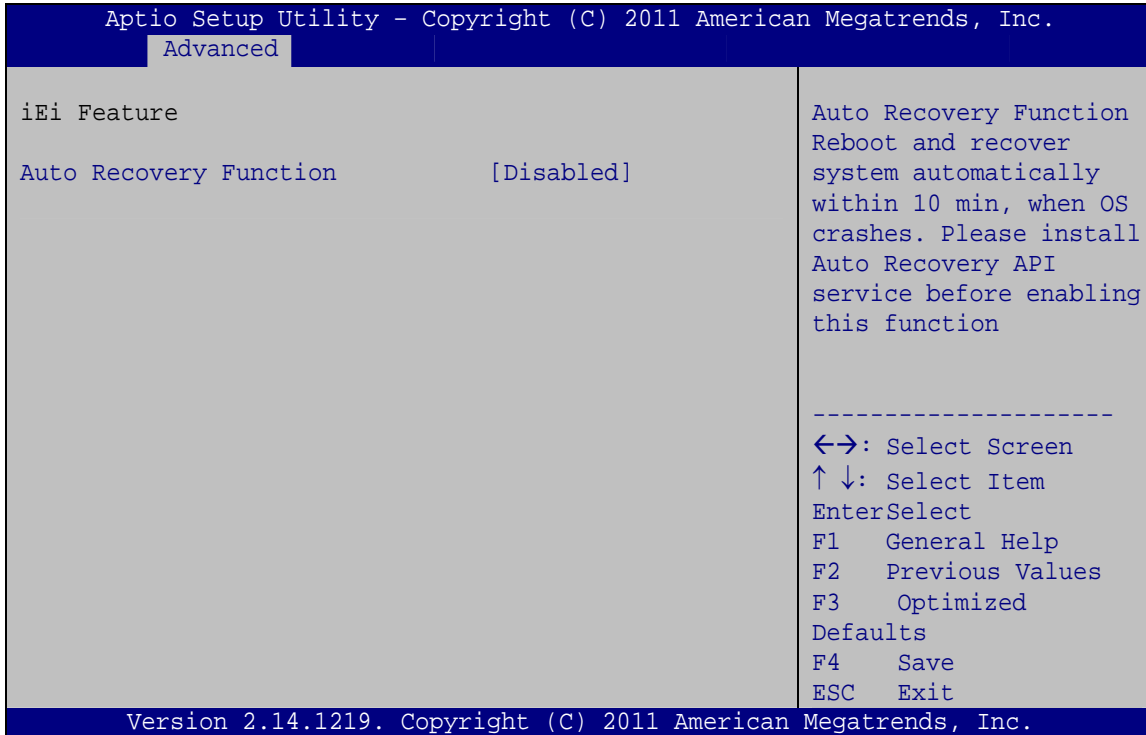 Aptio Setup Utility – Copyright (C) 2011 American Megatrends, Inc.
Advanced
iEi Feature
Auto Recovery Function [Disabled]
Auto Recovery Function
Reboot and recover
system automatically
within 10 min, when OS
crashes. Please install
Auto Recovery API
service before enabling
this function
---------------------
←→: Select Screen
↑ ↓: Select Item
EnterSelect
F1 General Help
F2 Previous Values
F3 Optimized
Defaults
F4 Save
ESC Exit
Version 2.14.1219. Copyright (C) 2011 American Megatrends, Inc.